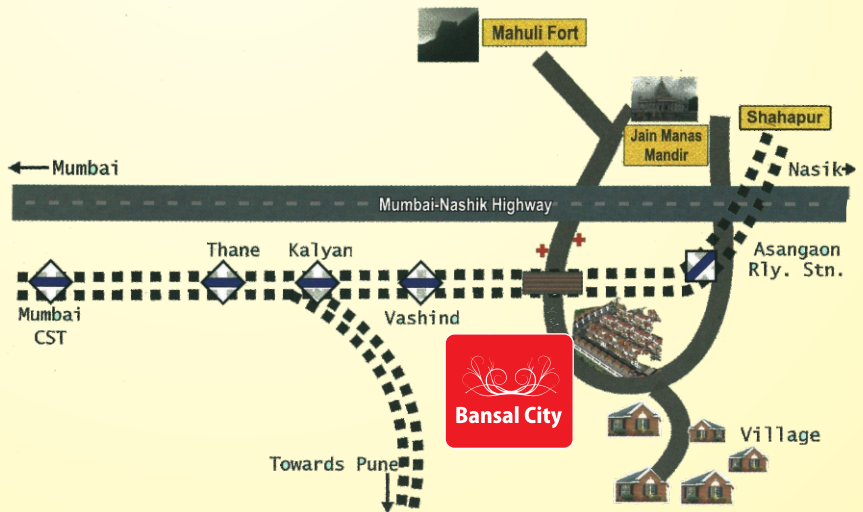 Mahuli Fort
Jain Manas
Mandir
Shahapur
Mumbai
Nasik
Mumbai-Nashik Highway
Thane
Kalyan
Asangaon
Rly. Stn.
Mumbai
CST
Vashind
Bansal City
Village
Towards Pune